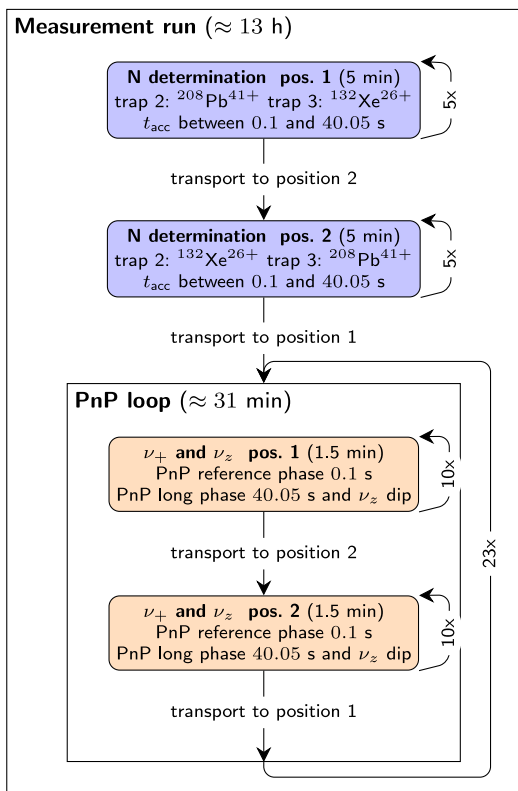 Measurement run (≈ 13 h)
N determination pos. 1 (5 min)
trap 2: ²⁰⁸Pb⁴¹⁺ trap 3: ¹³²Xe²⁶⁺
t_acc between 0.1 and 40.05 s
5x
transport to position 2
N determination pos. 2 (5 min)
trap 2: ¹³²Xe²⁶⁺ trap 3: ²⁰⁸Pb⁴¹⁺
t_acc between 0.1 and 40.05 s
5x
transport to position 1
PnP loop (≈ 31 min)
ν₊ and ν_z pos. 1 (1.5 min)
PnP reference phase 0.1 s
PnP long phase 40.05 s and ν_z dip
10x
transport to position 2
23x
ν₊ and ν_z pos. 2 (1.5 min)
PnP reference phase 0.1 s
PnP long phase 40.05 s and ν_z dip
10x
transport to position 1